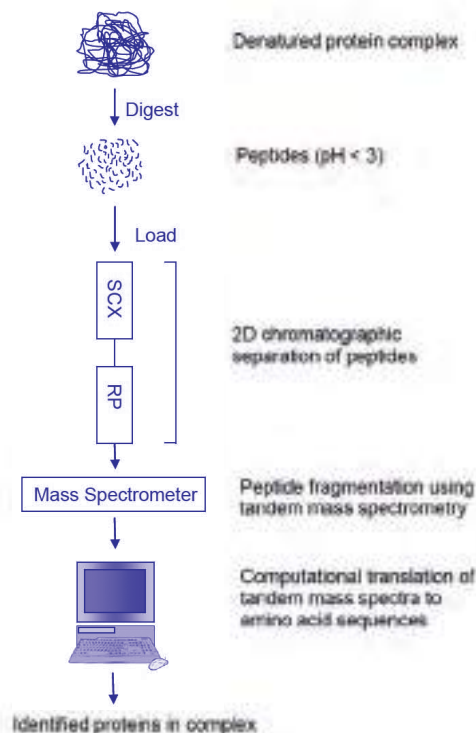 Denatured protein complex
Digest
Peptides (pH < 3)
Load
SCX
RP
2D chromatographic
separation of peptides
Mass Spectrometer
Peptide fragmentation using
tandem mass spectrometry
Computational translation of
tandem mass spectra to
amino acid sequences
Identified proteins in complex